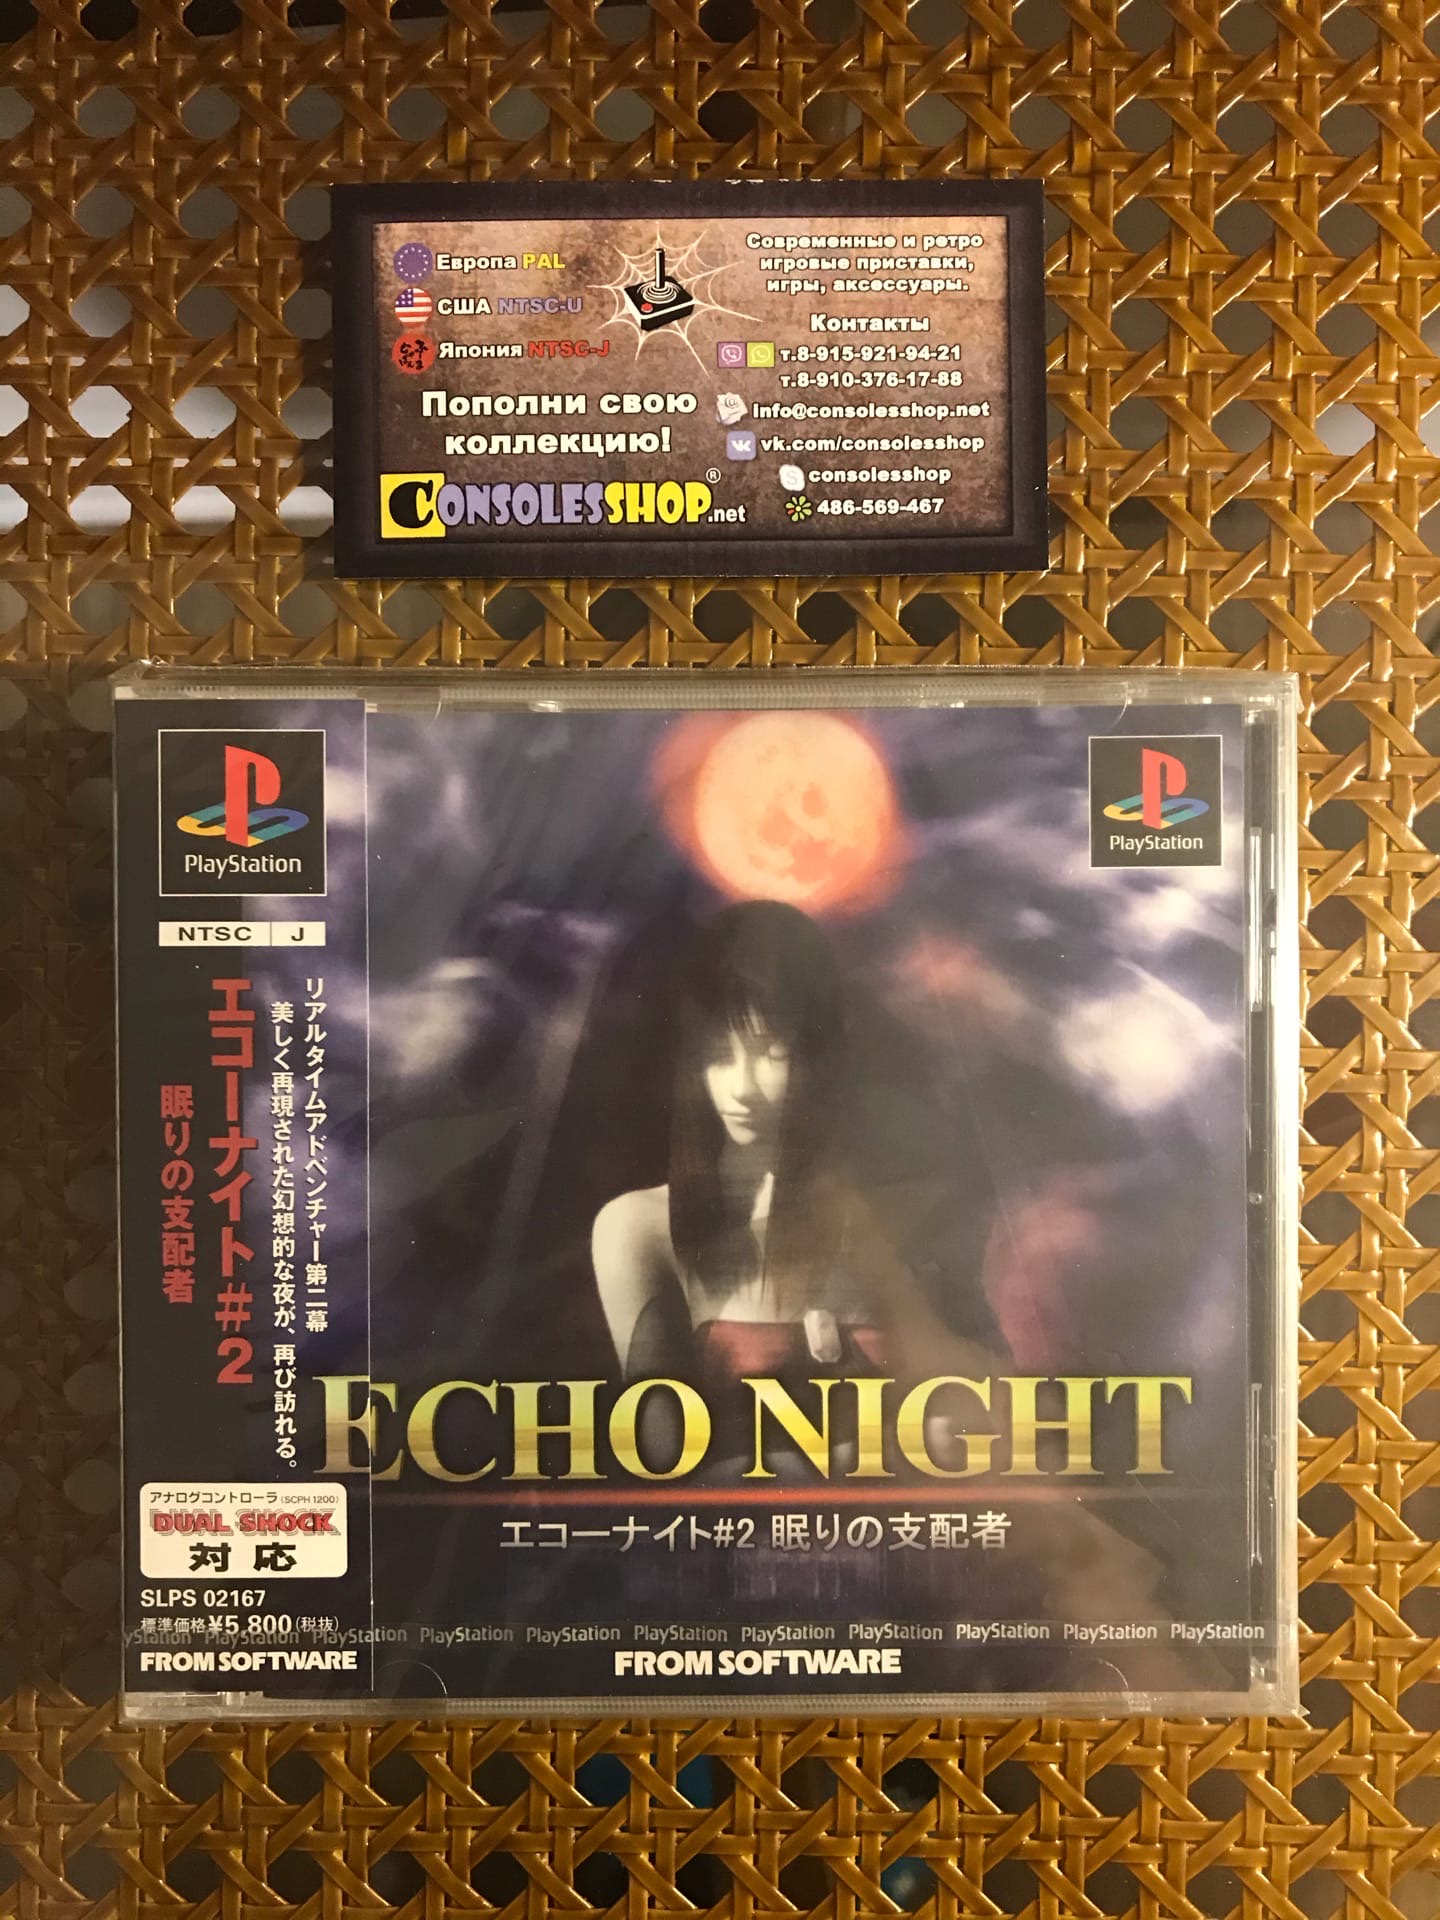 Европа PAL
США NTSC-U
Япония NTSC-J
Пополни свою
коллекцию!
CONSOLESSHOP.net
®
Современные и ретро
игровые приставки,
игры, аксессуары.
Контакты
т.8-915-921-94-21
т.8-910-376-17-88
info@consolesshop.net
vk.com/consolesshop
consolesshop
486-569-467
PlayStation
NTSC J
リアルタイムアドベンチャー第二幕
美しく再現された幻想的な夜が、再び訪れる。
エコーナイト#2
眠りの支配者
アナログコントローラ(SCPH1200)
DUAL SHOCK
対応
SLPS 02167
標準価格¥5,800(税抜)
FROM SOFTWARE
PlayStation
ECHO NIGHT
エコーナイト#2 眠りの支配者
PlayStation PlayStation PlayStation PlayStation PlayStation PlayStation PlayStation PlayStation PlayStation PlayStation
FROM SOFTWARE